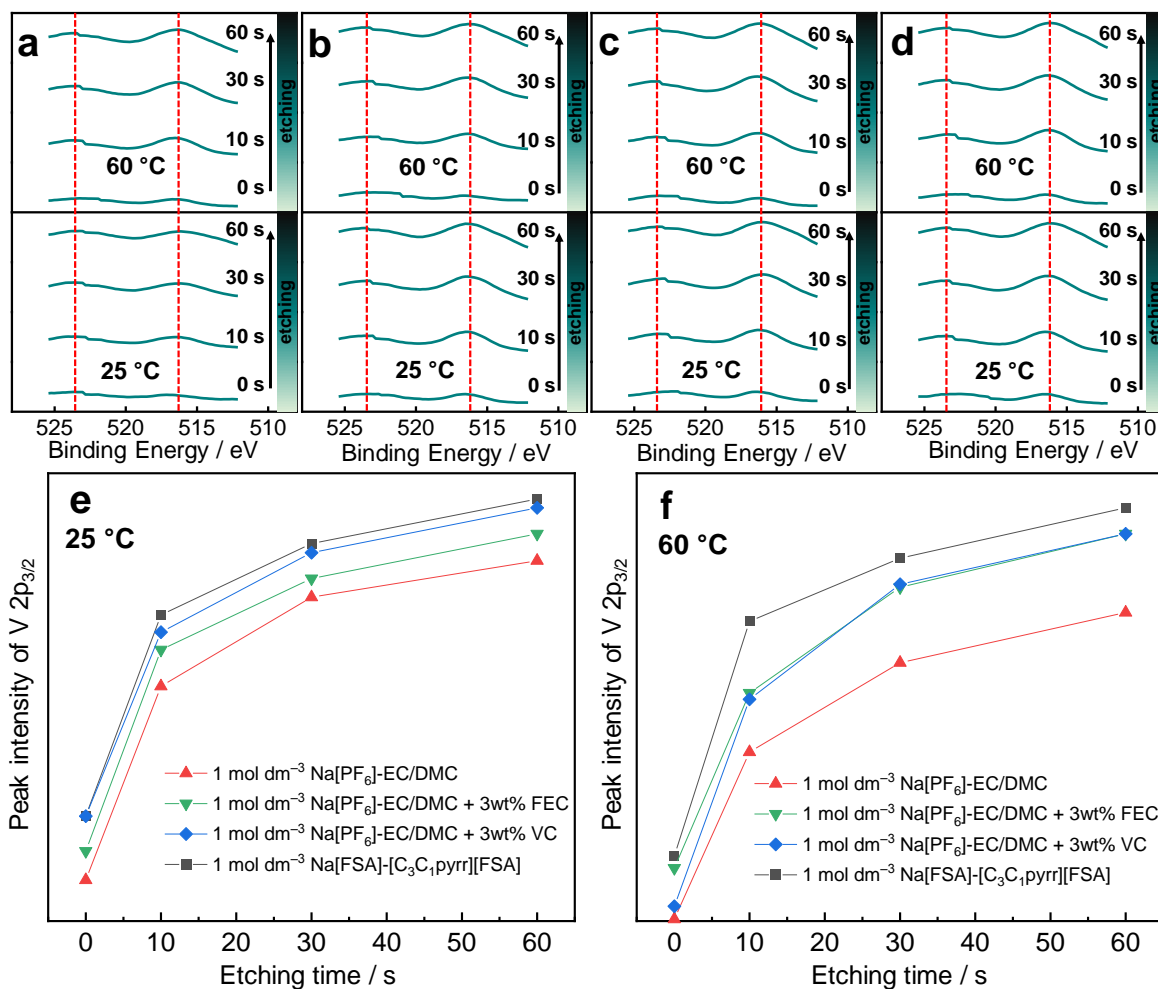 a
60 s
30 s
10 s
0 s
60 °C
etching
60 s
30 s
10 s
0 s
25 °C
etching
525 520 515 510
Binding Energy / eV
b
60 s
30 s
10 s
0 s
60 °C
etching
60 s
30 s
10 s
0 s
25 °C
etching
525 520 515 510
Binding Energy / eV
c
60 s
30 s
10 s
0 s
60 °C
etching
60 s
30 s
10 s
0 s
25 °C
etching
525 520 515 510
Binding Energy / eV
d
60 s
30 s
10 s
0 s
60 °C
etching
60 s
30 s
10 s
0 s
25 °C
etching
525 520 515 510
Binding Energy / eV
e
25 °C
Peak intensity of V 2p3/2
1 mol dm−3 Na[PF6]-EC/DMC
1 mol dm−3 Na[PF6]-EC/DMC + 3wt% FEC
1 mol dm−3 Na[PF6]-EC/DMC + 3wt% VC
1 mol dm−3 Na[FSA]-[C3C1pyrr][FSA]
0 10 20 30 40 50 60
Etching time / s
f
60 °C
Peak intensity of V 2p3/2
1 mol dm−3 Na[PF6]-EC/DMC
1 mol dm−3 Na[PF6]-EC/DMC + 3wt% FEC
1 mol dm−3 Na[PF6]-EC/DMC + 3wt% VC
1 mol dm−3 Na[FSA]-[C3C1pyrr][FSA]
0 10 20 30 40 50 60
Etching time / s